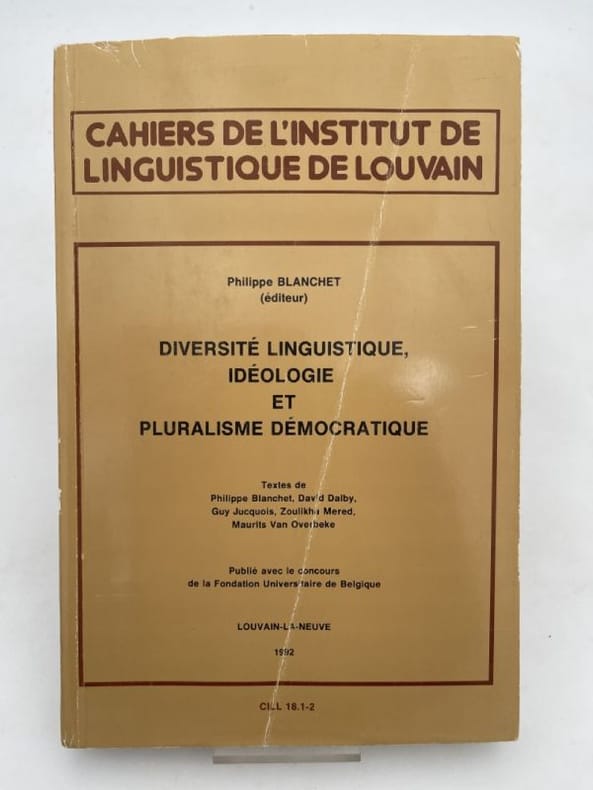 CAHIERS DE L'INSTITUT DE
LINGUISTIQUE DE LOUVAIN
Philippe BLANCHET
(éditeur)
DIVERSITÉ LINGUISTIQUE,
IDÉOLOGIE
ET
PLURALISME DÉMOCRATIQUE
Textes de
Philippe Blanchet, David Dalby,
Guy Jucquois, Zoulikha Mered,
Maurits Van Overbeke
Publié avec le concours
de la Fondation Universitaire de Belgique
LOUVAIN-LA-NEUVE
1992
CILL 18.1-2